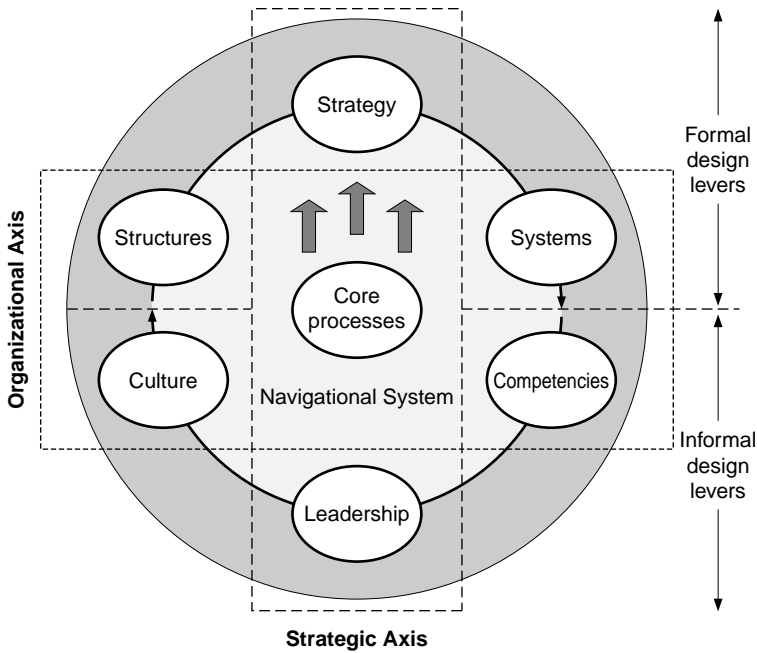 Strategy
Formal
design
levers
Structures
Systems
Organizational Axis
Core
processes
Culture
Competencies
Navigational System
Informal
design
levers
Leadership
Strategic Axis